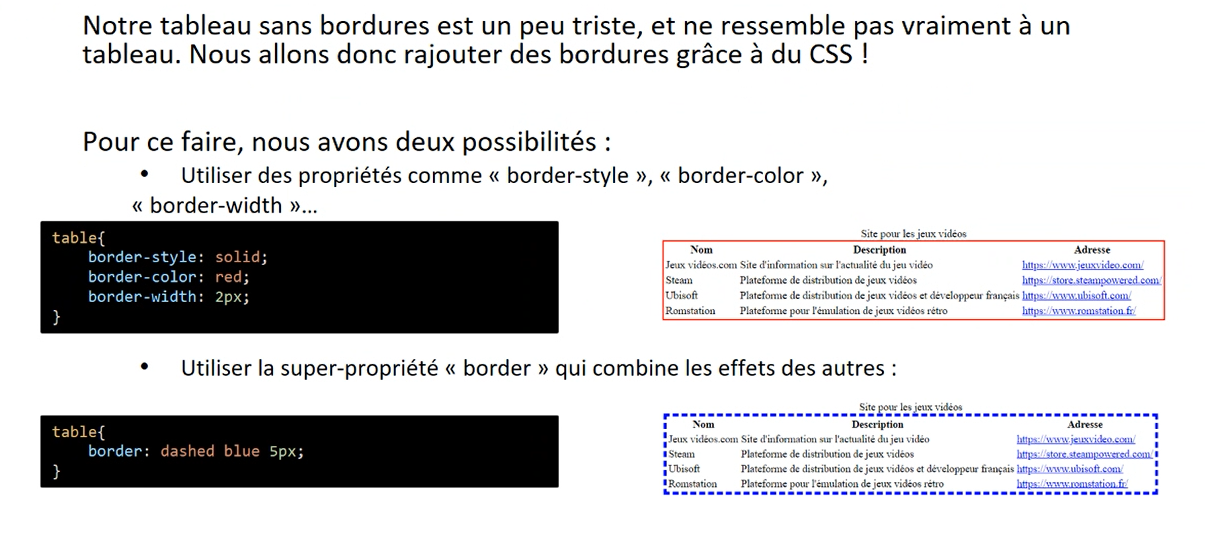 Notre tableau sans bordures est un peu triste, et ne ressemble pas vraiment à un
tableau. Nous allons donc rajouter des bordures grâce à du CSS !
Pour ce faire, nous avons deux possibilités :
• Utiliser des propriétés comme « border-style », « border-color »,
« border-width »…
table{
border-style: solid;
border-color: red;
border-width: 2px;
}
Site pour les jeux vidéos
Nom Description Adresse
Jeux vidéos.com Site d'information sur l'actualité du jeu vidéo https://www.jeuxvideo.com/
Steam Plateforme de distribution de jeux vidéos https://store.steampowered.com/
Ubisoft Plateforme de distribution de jeux vidéos et développeur français https://www.ubisoft.com/
Romstation Plateforme pour l'émulation de jeux vidéos rétro https://www.romstation.fr/
• Utiliser la super-propriété « border » qui combine les effets des autres :
table{
border: dashed blue 5px;
}
Site pour les jeux vidéos
Nom Description Adresse
Jeux vidéos.com Site d'information sur l'actualité du jeu vidéo https://www.jeuxvideo.com/
Steam Plateforme de distribution de jeux vidéos https://store.steampowered.com/
Ubisoft Plateforme de distribution de jeux vidéos et développeur français https://www.ubisoft.com/
Romstation Plateforme pour l'émulation de jeux vidéos rétro https://www.romstation.fr/